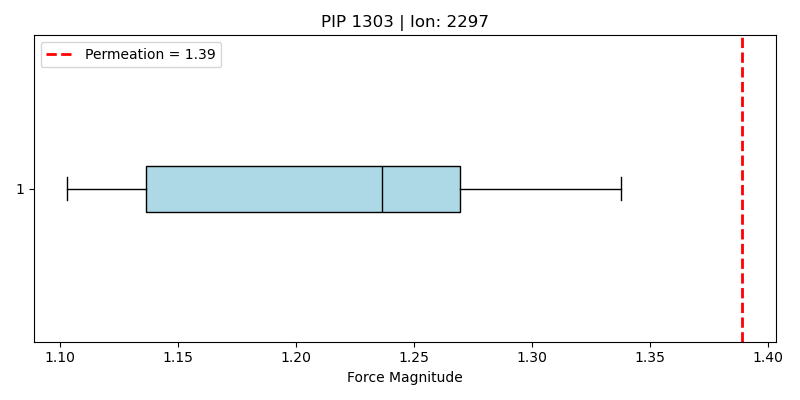 PIP 1303 | Ion: 2297
Permeation = 1.39
1
1.10 1.15 1.20 1.25 1.30 1.35 1.40
Force Magnitude